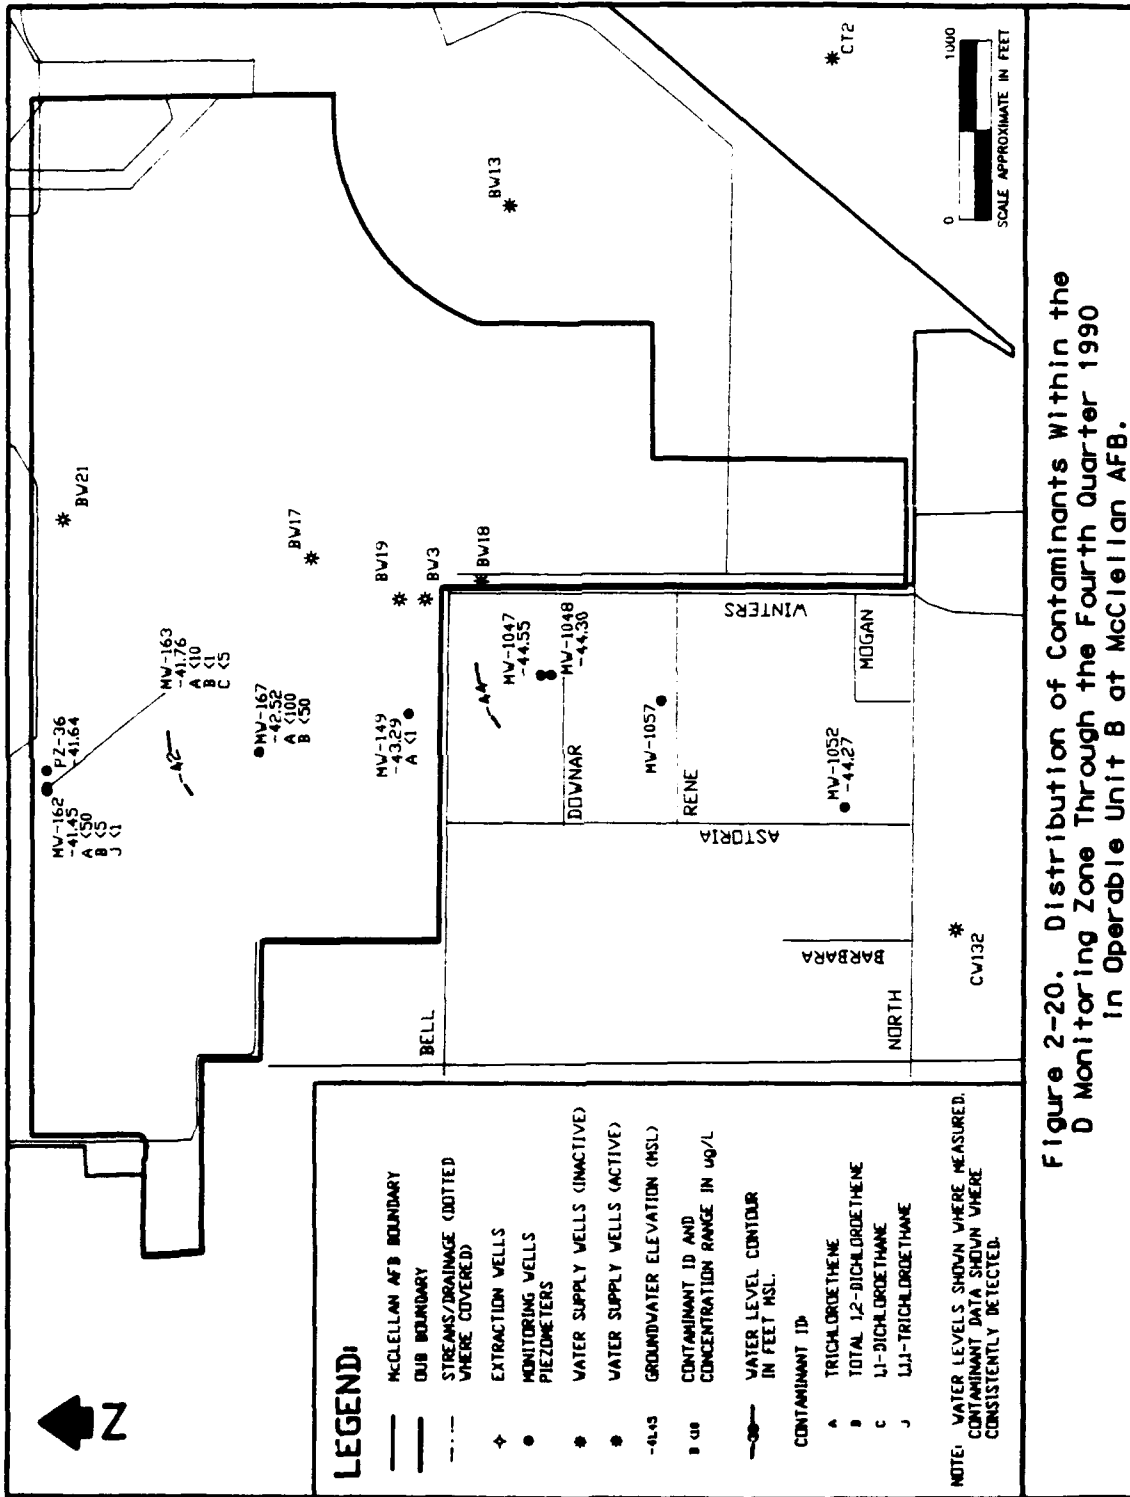 BW21
PZ-36
-41.64
MW-162
-41.45
A <50
B <5
J <1
MW-163
-41.76
A <10
B <1
C <5
-42
BW17
MW-167
-42.52
A <100
B <50
BW19
BW3
MW-149
-43.29
A <1
BW13
BW18
-44
MW-1047
-44.55
MW-1048
-44.30
MW-1057
MW-1052
-44.27
BELL
DOWNAR
RENE
ASTORIA
WINTERS
MOGAN
BARBARA
NORTH
CW132
CT2
0
1000
SCALE APPROXIMATE IN FEET
N
LEGEND:
McCLELLAN AFB BOUNDARY
OUB BOUNDARY
STREAMS/DRAINAGE (DOTTED
WHERE COVERED)
EXTRACTION WELLS
MONITORING WELLS
PIEZOMETERS
WATER SUPPLY WELLS (INACTIVE)
WATER SUPPLY WELLS (ACTIVE)
-41.45 GROUNDWATER ELEVATION (MSL)
B <10 CONTAMINANT ID AND
CONCENTRATION RANGE IN ug/L
WATER LEVEL CONTOUR
IN FEET MSL.
CONTAMINANT ID:
A TRICHLOROETHENE
B TOTAL 1,2-DICHLOROETHENE
C 1,1-DICHLOROETHANE
J 1,1,1-TRICHLOROETHANE
NOTE: WATER LEVELS SHOWN WHERE MEASURED.
CONTAMINANT DATA SHOWN WHERE
CONSISTENTLY DETECTED.
Figure 2-20. Distribution of Contaminants Within the
D Monitoring Zone Through the Fourth Quarter 1990
in Operable Unit B at McClellan AFB.